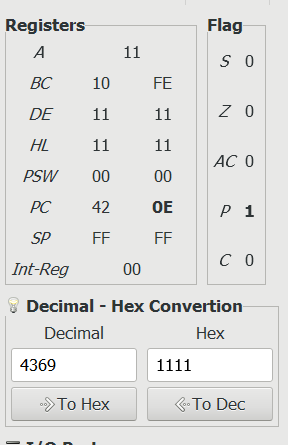 Registers
A 11
BC 10 FE
DE 11 11
HL 11 11
PSW 00 00
PC 42 0E
SP FF FF
Int-Reg 00
Flag
S 0
Z 0
AC 0
P 1
C 0
Decimal - Hex Convertion
Decimal Hex
4369 1111
To Hex To Dec